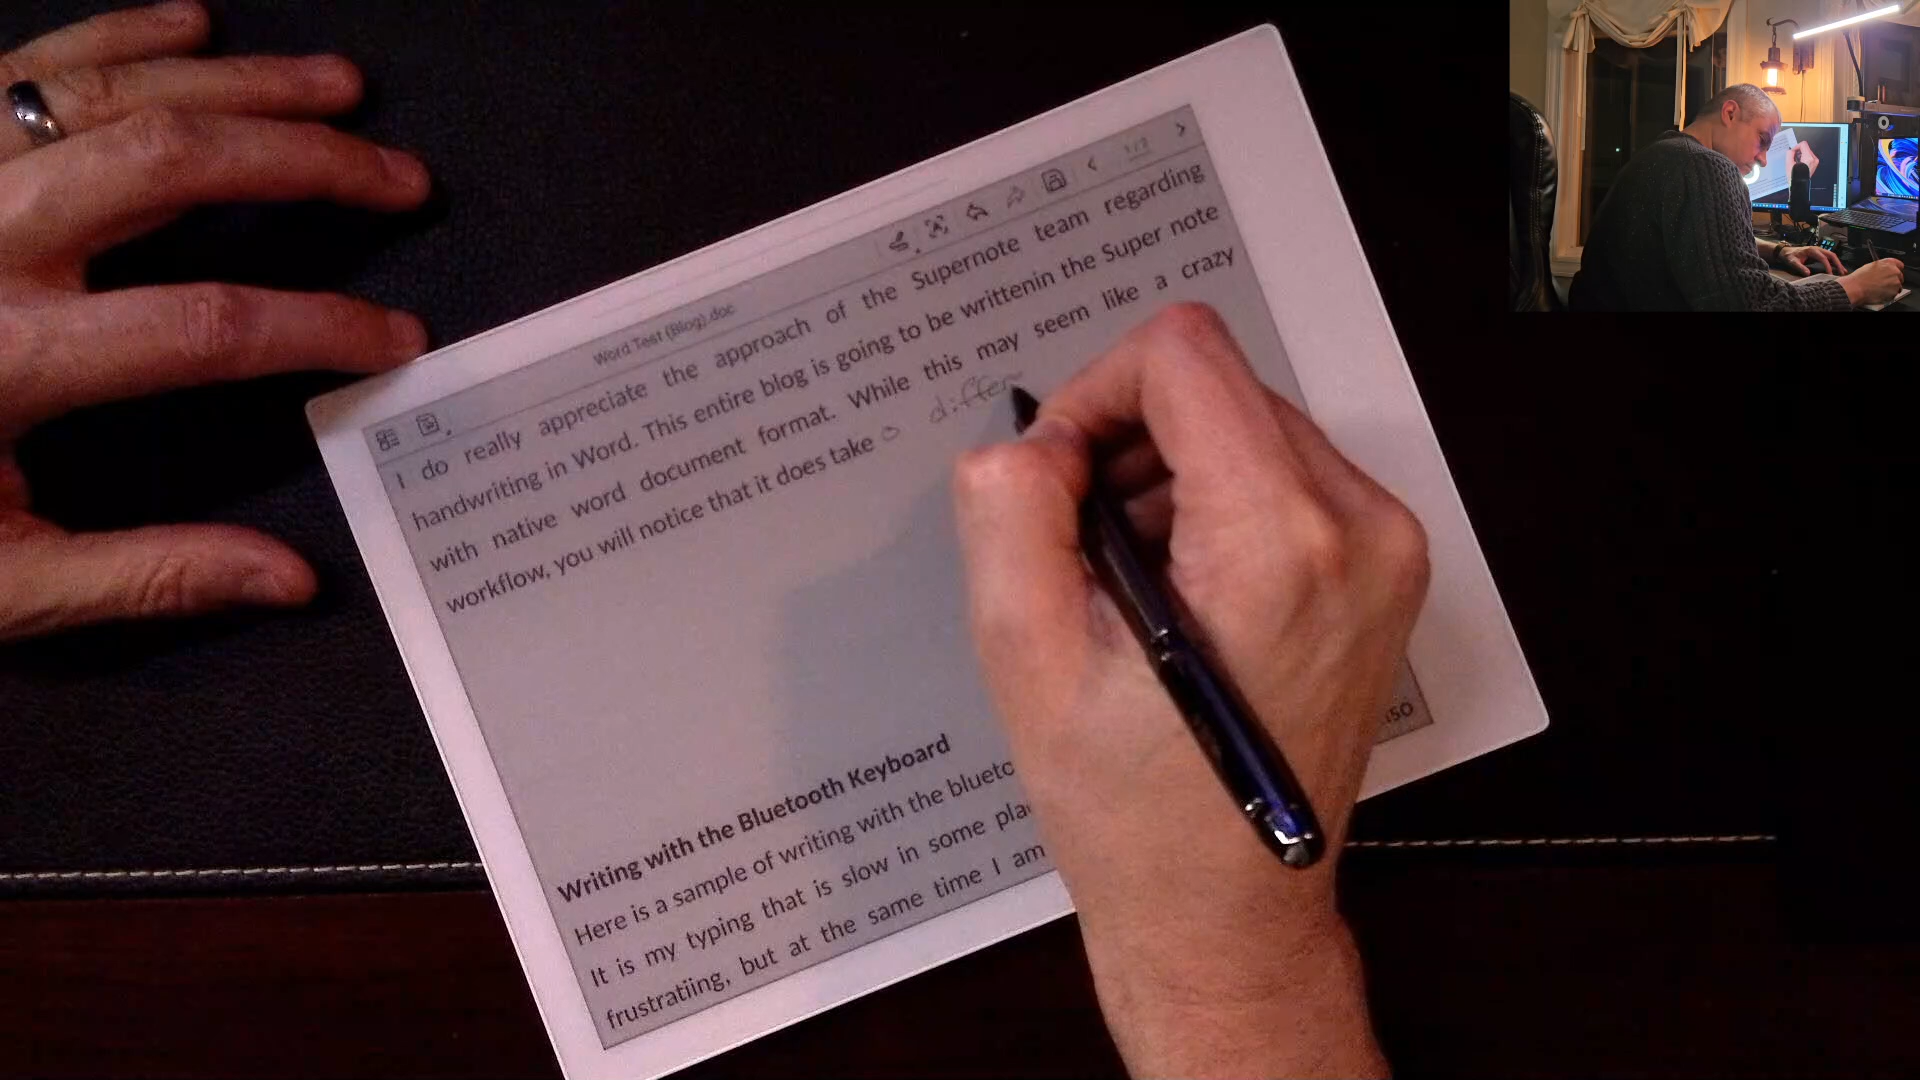 1/2
Word Test (Blog).doc
I do really appreciate the approach of the Supernote team regarding
handwriting in Word. This entire blog is going to be writtenin the Super note
with native word document format. While this may seem like a crazy
workflow, you will notice that it does take a differ
Writing with the Bluetooth Keyboard
Here is a sample of writing with the blueto
It is my typing that is slow in some pla
frustratiing, but at the same time I am